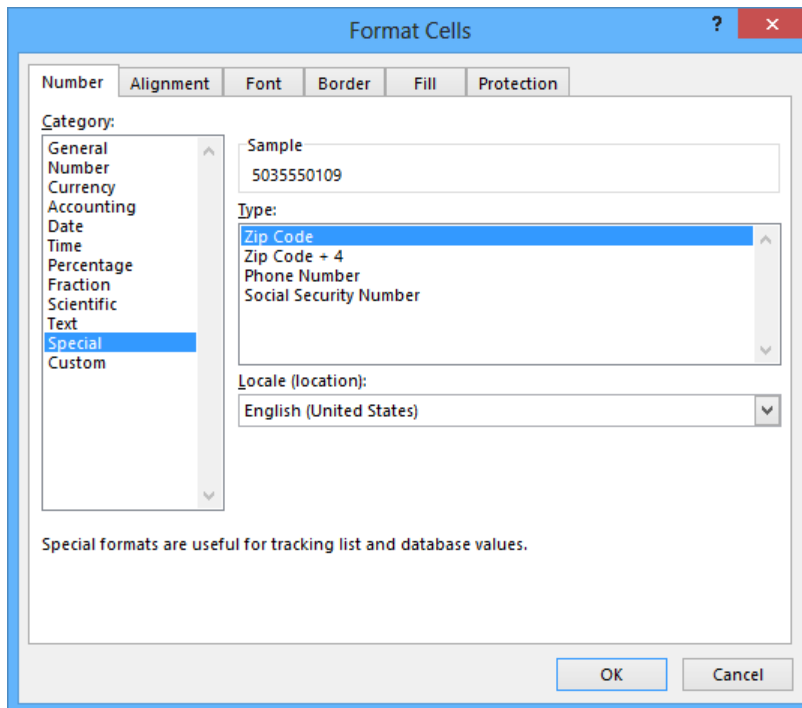 Format Cells
?
Number Alignment Font Border Fill Protection
Category:
General
Number
Currency
Accounting
Date
Time
Percentage
Fraction
Scientific
Text
Special
Custom
Sample
5035550109
Type:
Zip Code
Zip Code + 4
Phone Number
Social Security Number
Locale (location):
English (United States)
Special formats are useful for tracking list and database values.
OK Cancel